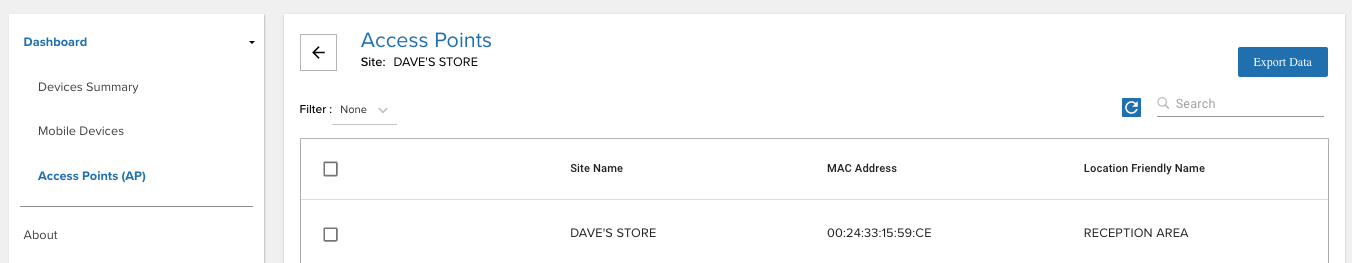 Dashboard
Devices Summary
Mobile Devices
Access Points (AP)
About
Access Points
Site: DAVE'S STORE
Export Data
Filter : None
Search
Site Name MAC Address Location Friendly Name
DAVE'S STORE 00:24:33:15:59:CE RECEPTION AREA